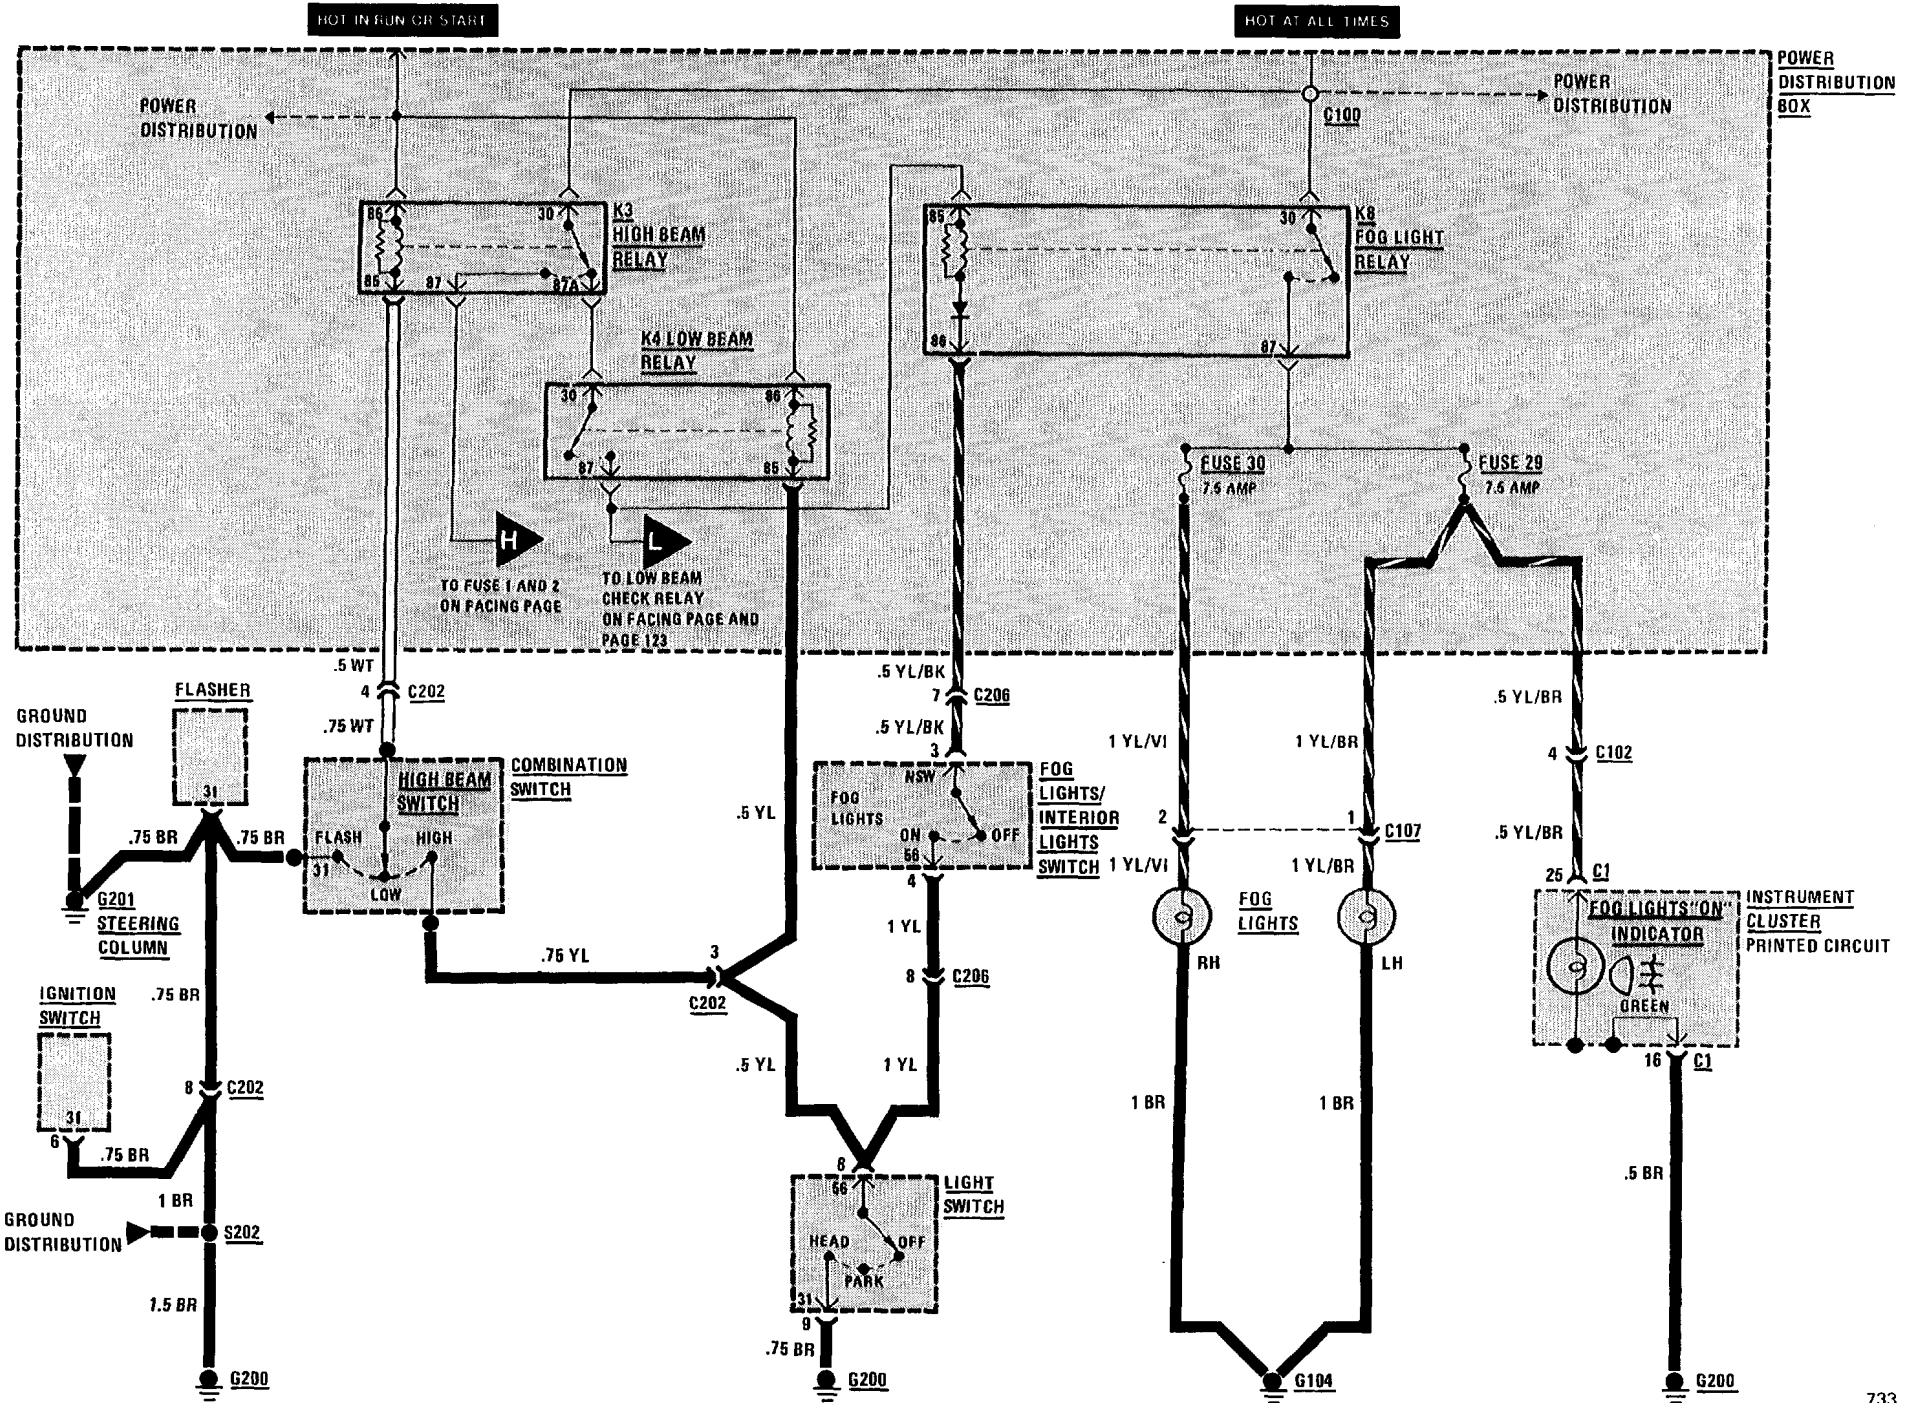 HOT IN RUN OR START
HOT AT ALL TIMES
POWER
DISTRIBUTION
BOX
POWER
DISTRIBUTION
POWER
DISTRIBUTION
C100
86
30
K3
HIGH BEAM
RELAY
85
87
87A
85
30
K8
FOG LIGHT
RELAY
86
87
K4 LOW BEAM
RELAY
30
86
87
85
FUSE 30
7.5 AMP
FUSE 29
7.5 AMP
H
L
TO FUSE 1 AND 2
ON FACING PAGE
TO LOW BEAM
CHECK RELAY
ON FACING PAGE AND
PAGE 123
.5 WT
4
C202
.75 WT
.5 YL/BK
7
C206
.5 YL/BK
3
FLASHER
31
GROUND
DISTRIBUTION
.75 BR
.75 BR
G201
STEERING
COLUMN
HIGH BEAM
SWITCH
COMBINATION
SWITCH
FLASH
HIGH
31
LOW
.5 YL
NSW
FOG
LIGHTS
ON
OFF
56
4
FOG
LIGHTS/
INTERIOR
LIGHTS
SWITCH
1 YL/VI
1 YL/BR
.5 YL/BR
4
C102
.5 YL/BR
2
1
C107
1 YL/VI
1 YL/BR
25
C1
FOG
LIGHTS
RH
LH
FOG LIGHTS "ON"
INDICATOR
GREEN
INSTRUMENT
CLUSTER
PRINTED CIRCUIT
16
C1
1 YL
8
C206
.75 YL
3
C202
.75 BR
IGNITION
SWITCH
31
6
.75 BR
8
C202
.5 YL
1 YL
1 BR
1 BR
.5 BR
1 BR
GROUND
DISTRIBUTION
S202
1.5 BR
G200
8
56
LIGHT
SWITCH
HEAD
OFF
PARK
31
9
.75 BR
G200
G104
G200
733